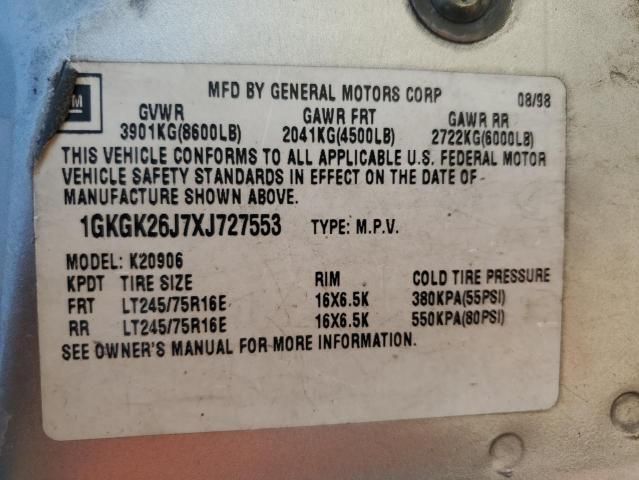 GM
MFD BY GENERAL MOTORS CORP 08/98
GVWR GAWR FRT GAWR RR
3901KG(8600LB) 2041KG(4500LB) 2722KG(6000LB)
THIS VEHICLE CONFORMS TO ALL APPLICABLE U.S. FEDERAL MOTOR
VEHICLE SAFETY STANDARDS IN EFFECT ON THE DATE OF
MANUFACTURE SHOWN ABOVE.
1GKGK26J7XJ727553 TYPE: M.P.V.
MODEL: K20906
KPDT TIRE SIZE RIM COLD TIRE PRESSURE
FRT LT245/75R16E 16X6.5K 380KPA(55PSI)
RR LT245/75R16E 16X6.5K 550KPA(80PSI)
SEE OWNER'S MANUAL FOR MORE INFORMATION.